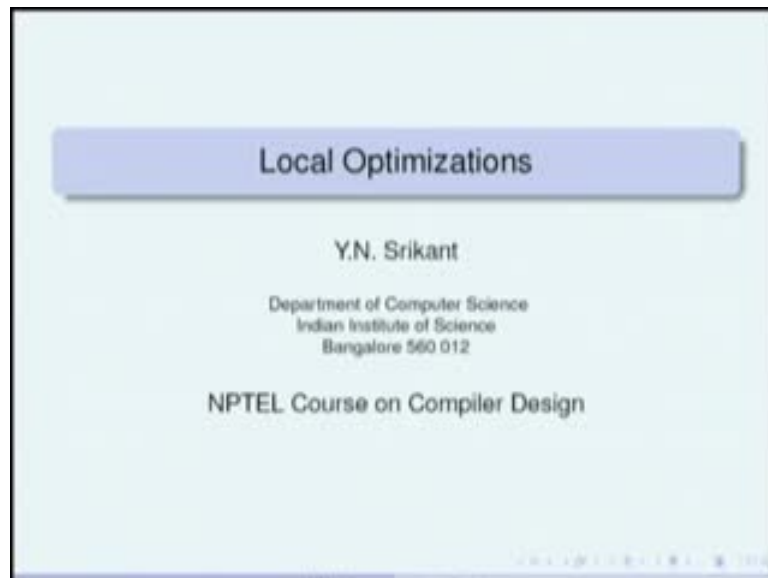 Local Optimizations
Y.N. Srikant
Department of Computer Science
Indian Institute of Science
Bangalore 560 012
NPTEL Course on Compiler Design